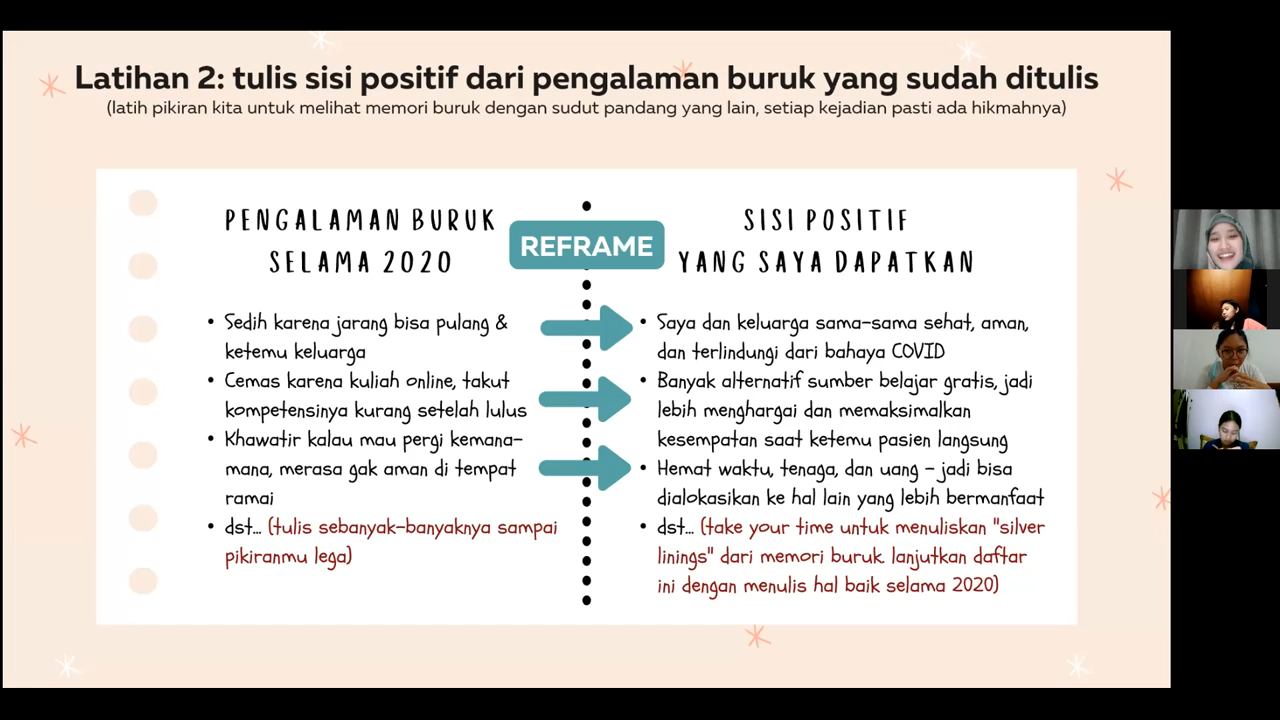 Latihan 2: tulis sisi positif dari pengalaman buruk yang sudah ditulis
(latih pikiran kita untuk melihat memori buruk dengan sudut pandang yang lain, setiap kejadian pasti ada hikmahnya)
PENGALAMAN BURUK
SELAMA 2020
REFRAME
SISI POSITIF
YANG SAYA DAPATKAN
• Sedih karena jarang bisa pulang &
ketemu keluarga
• Cemas karena kuliah online, takut
kompetensinya kurang setelah lulus
• Khawatir kalau mau pergi kemana-
mana, merasa gak aman di tempat
ramai
• dst... (tulis sebanyak-banyaknya sampai
pikiranmu lega)
• Saya dan keluarga sama-sama sehat, aman,
dan terlindungi dari bahaya COVID
• Banyak alternatif sumber belajar gratis, jadi
lebih menghargai dan memaksimalkan
kesempatan saat ketemu pasien langsung
• Hemat waktu, tenaga, dan uang - jadi bisa
dialokasikan ke hal lain yang lebih bermanfaat
• dst... (take your time untuk menuliskan "silver
linings" dari memori buruk lanjutkan daftar
ini dengan menulis hal baik selama 2020)